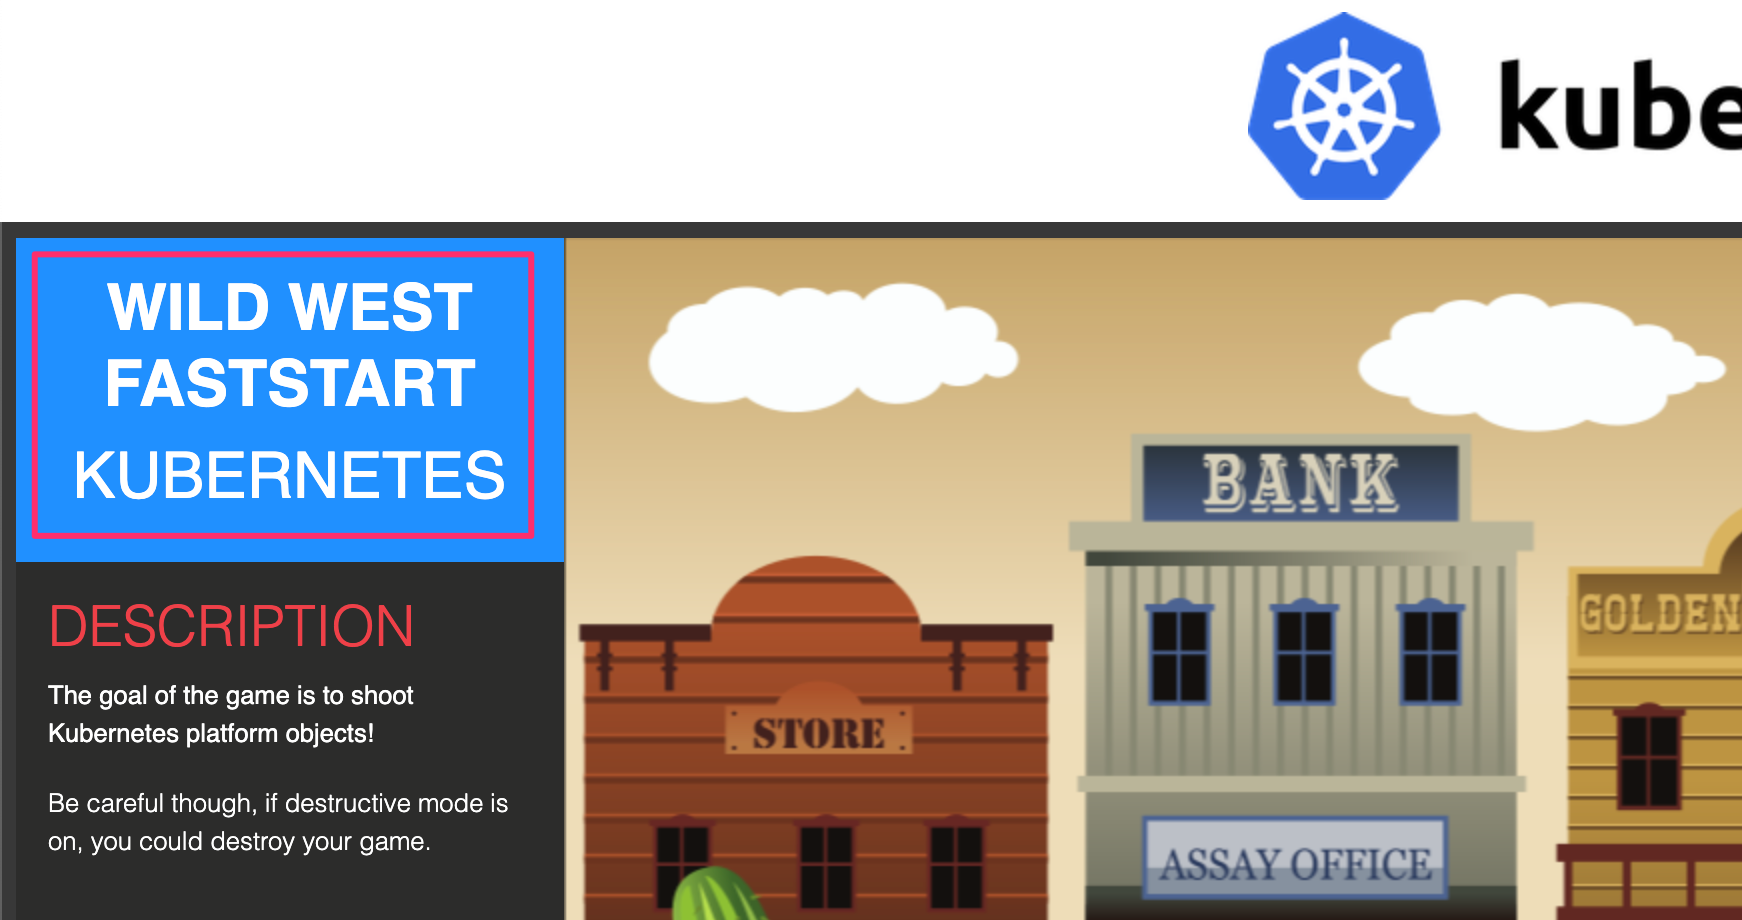 kube
WILD WEST
FASTSTART
KUBERNETES
DESCRIPTION
The goal of the game is to shoot
Kubernetes platform objects!
Be careful though, if destructive mode is
on, you could destroy your game.
BANK
STORE
ASSAY OFFICE
GOLDEN